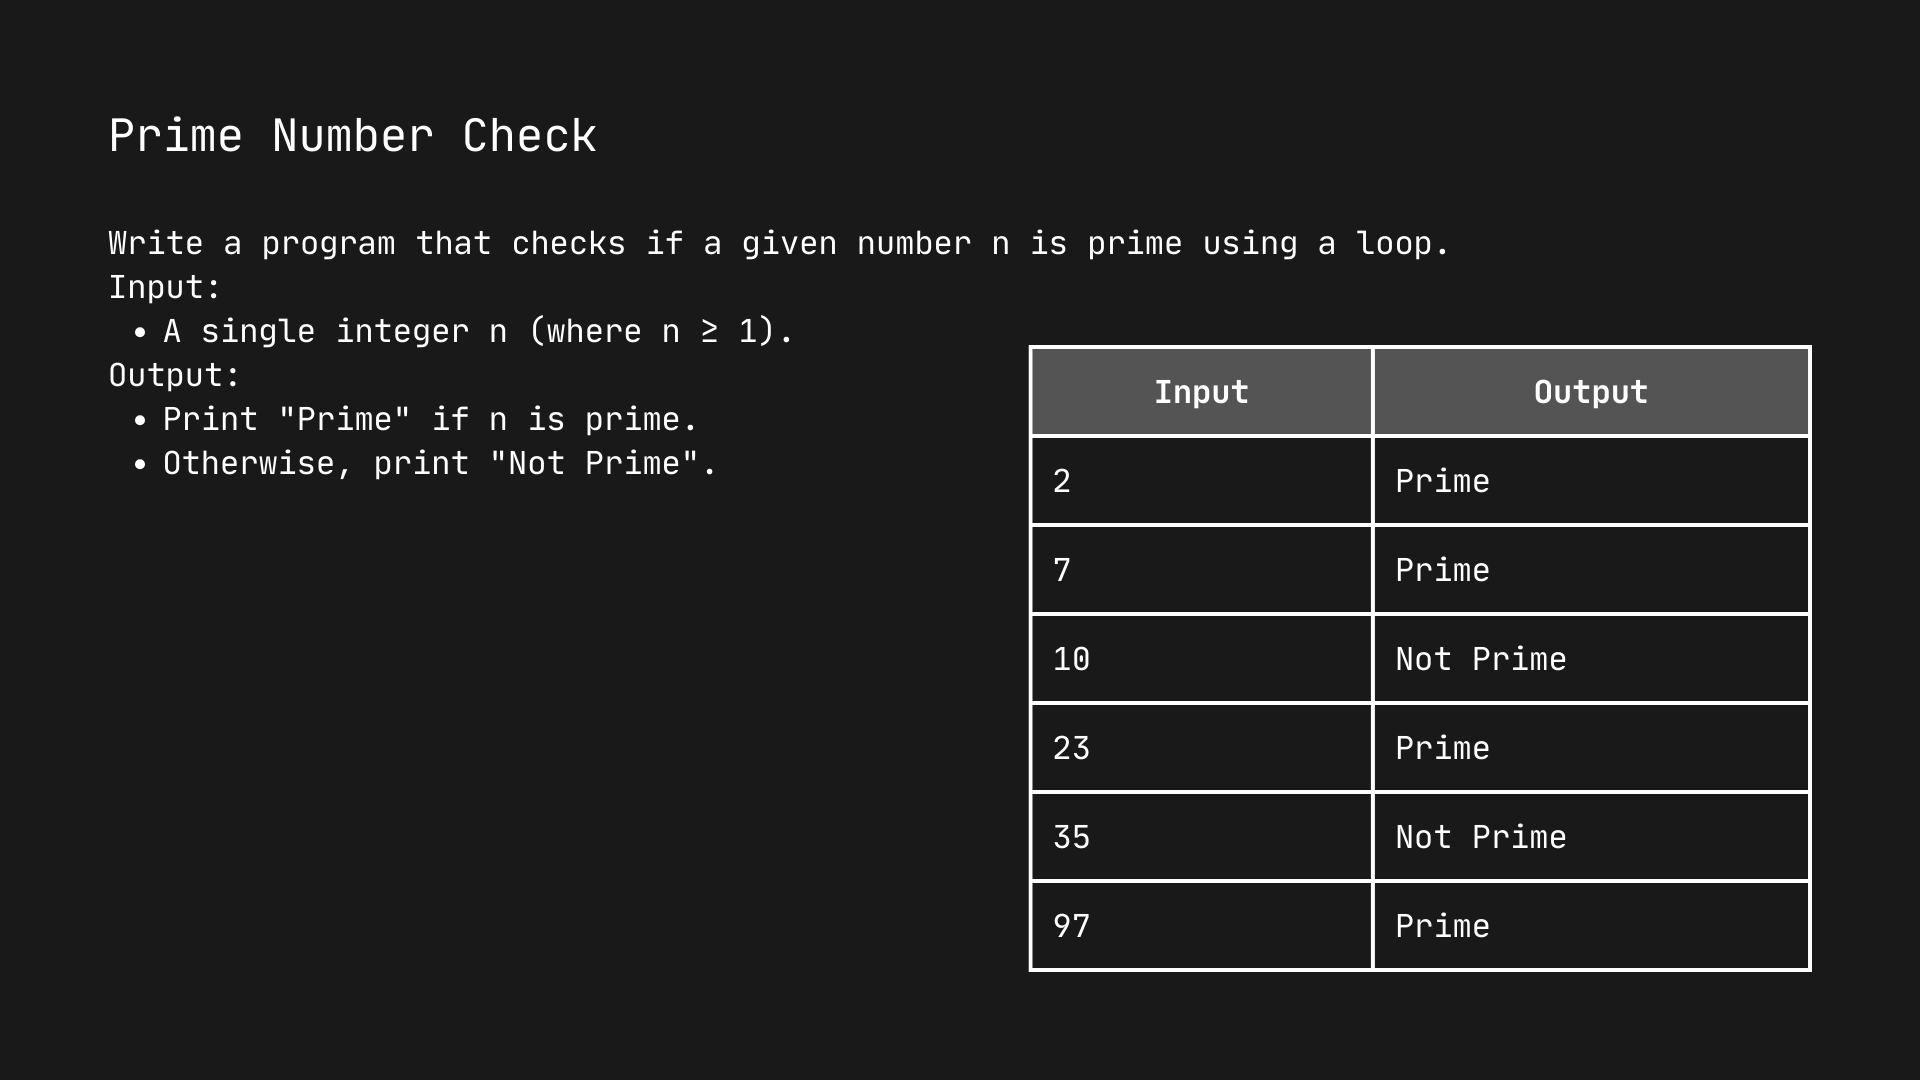 Prime Number Check
Write a program that checks if a given number n is prime using a loop.
Input:
• A single integer n (where n ≥ 1).
Output:
• Print "Prime" if n is prime.
• Otherwise, print "Not Prime".
Input Output
2 Prime
7 Prime
10 Not Prime
23 Prime
35 Not Prime
97 Prime